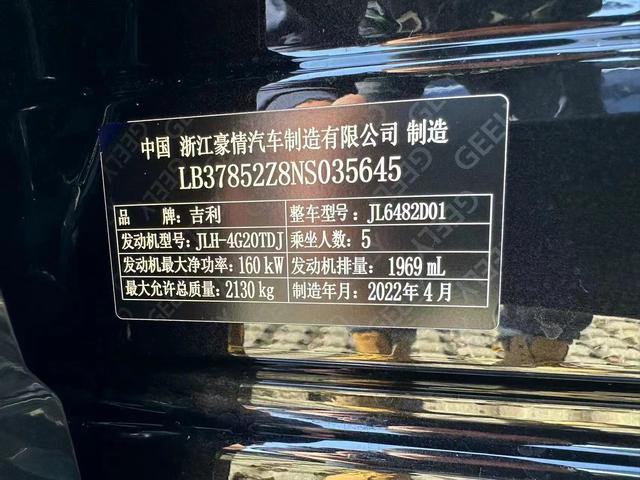 中国 浙江豪情汽车制造有限公司 制造
LB37852Z8NS035645
品 牌:吉利 整车型号:JL6482D01
发动机型号:JLH-4G20TDJ 乘坐人数:5
发动机最大净功率:160 kW 发动机排量:1969 mL
最大允许总质量:2130 kg 制造年月:2022年4月
GEELY